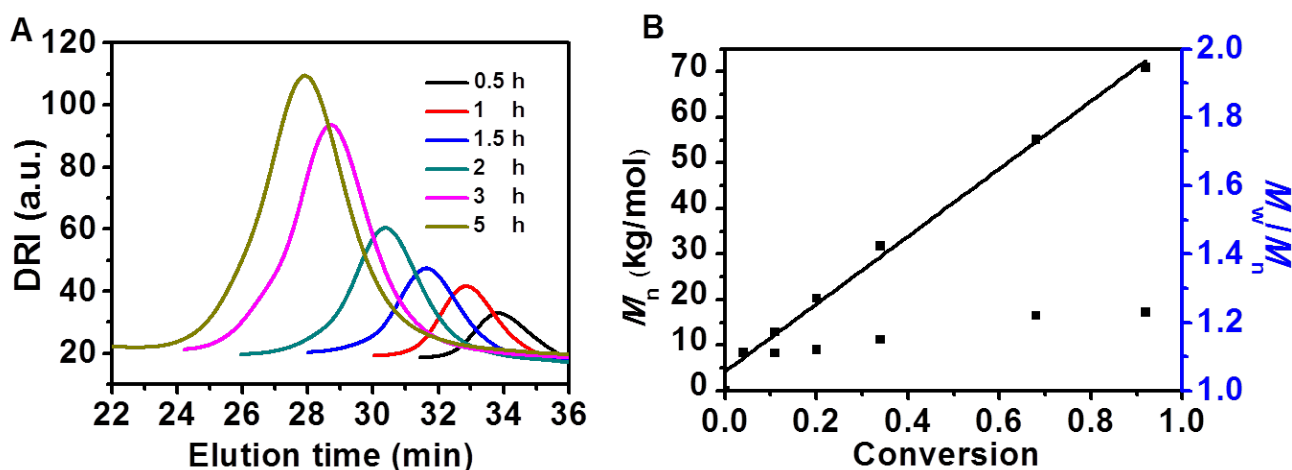 A
DRI (a.u.)
120
100
80
60
40
20
0.5 h
1 h
1.5 h
2 h
3 h
5 h
22 24 26 28 30 32 34 36
Elution time (min)
B
Mn (kg/mol)
70
60
50
40
30
20
10
0
0.0 0.2 0.4 0.6 0.8 1.0
Conversion
2.0
1.8
1.6
1.4
1.2
1.0
Mw/Mn